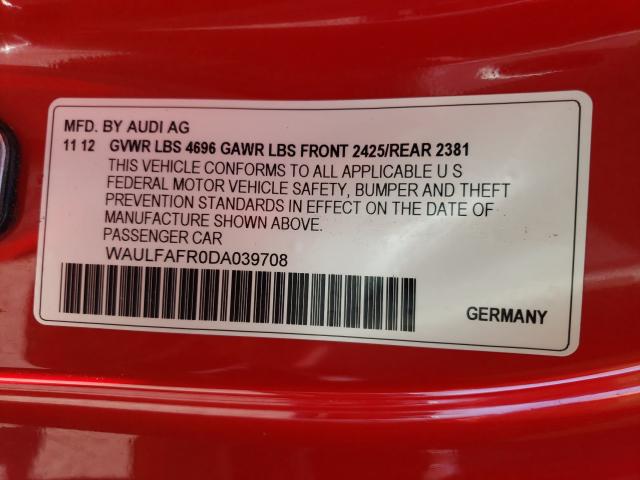 MFD. BY AUDI AG
11 12 GVWR LBS 4696 GAWR LBS FRONT 2425/REAR 2381
THIS VEHICLE CONFORMS TO ALL APPLICABLE U S
FEDERAL MOTOR VEHICLE SAFETY, BUMPER AND THEFT
PREVENTION STANDARDS IN EFFECT ON THE DATE OF
MANUFACTURE SHOWN ABOVE.
PASSENGER CAR
WAULFAFR0DA039708
GERMANY